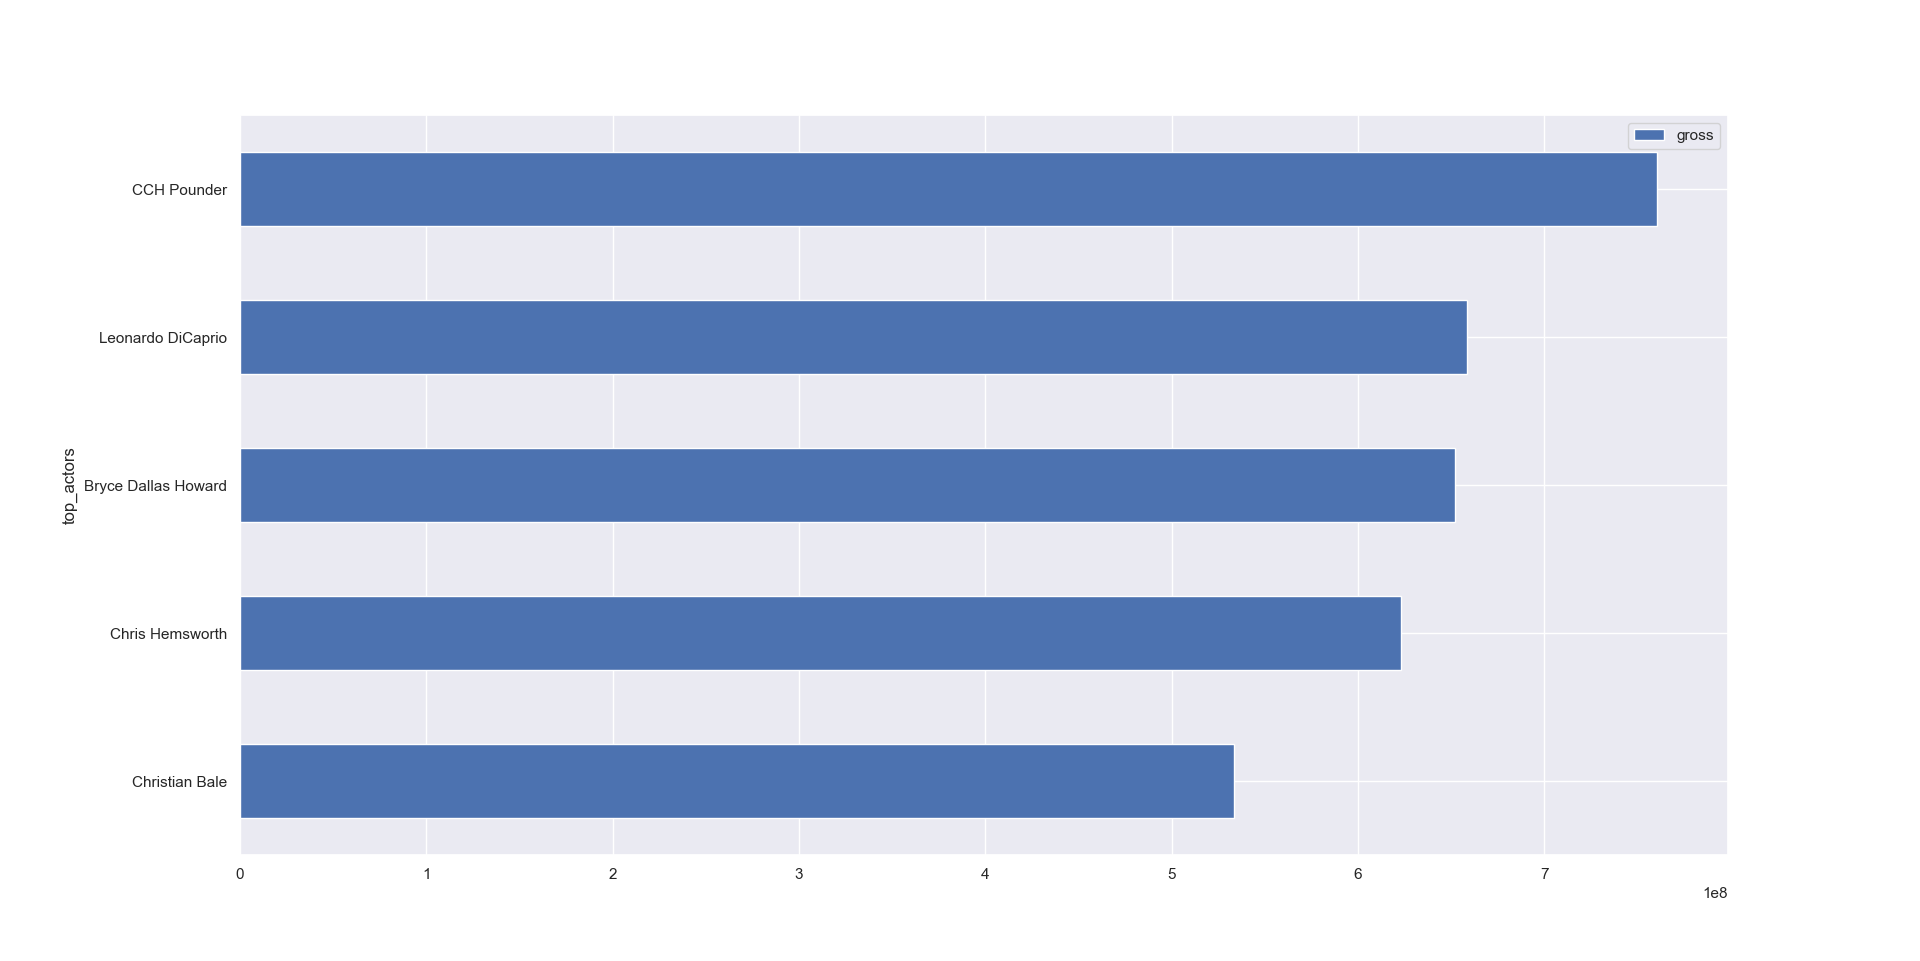 gross
CCH Pounder
Leonardo DiCaprio
Bryce Dallas Howard
Chris Hemsworth
Christian Bale
top_actors
0 1 2 3 4 5 6 7
1e8